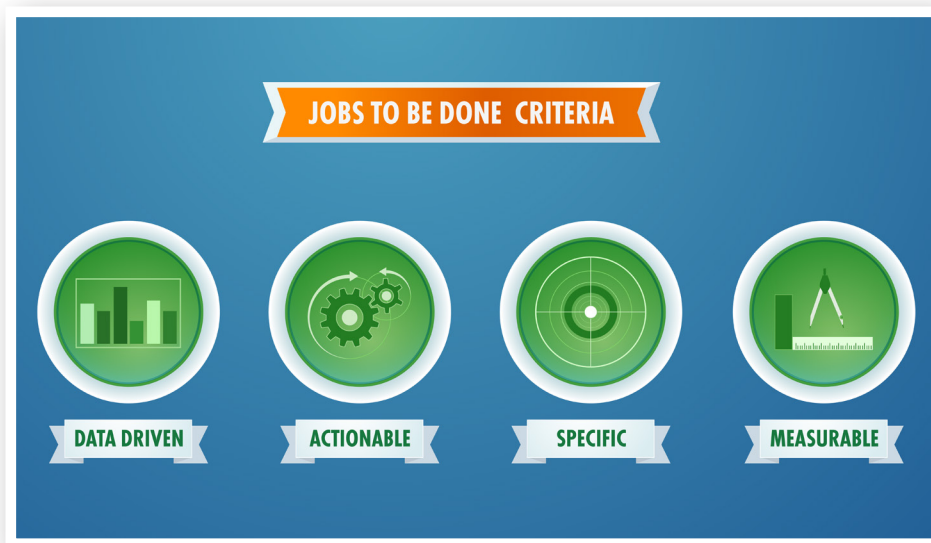 JOBS TO BE DONE CRITERIA
DATA DRIVEN
ACTIONABLE
SPECIFIC
MEASURABLE